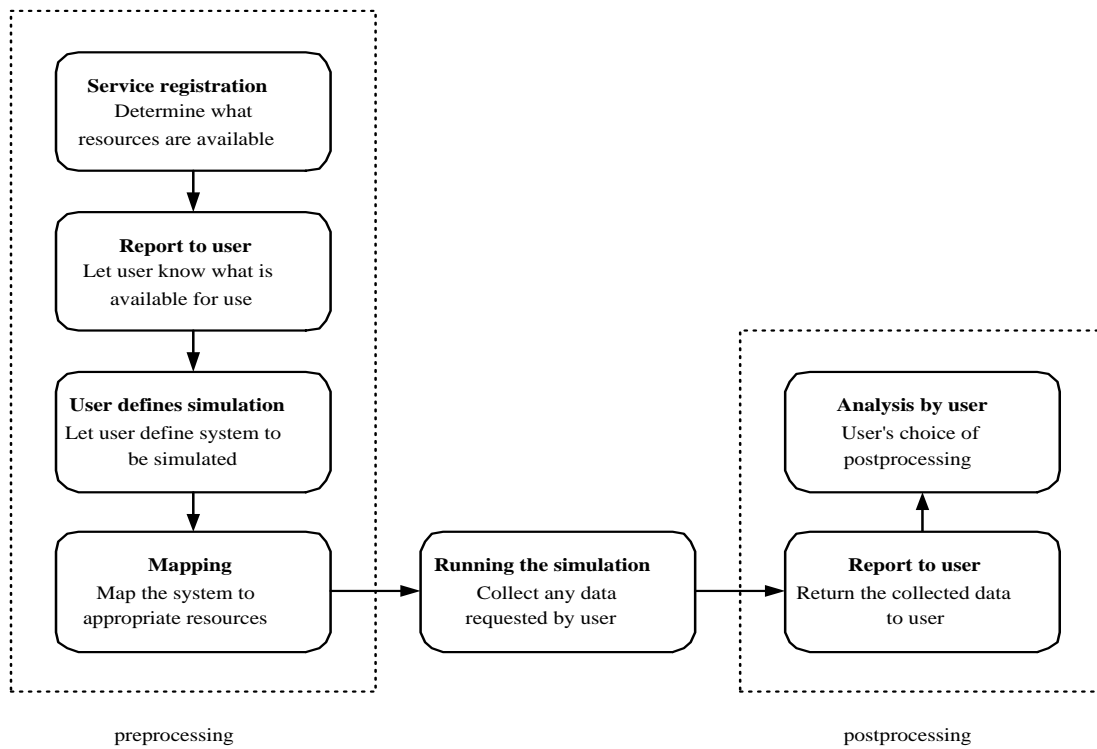 Service registration
Determine what
resources are available
Report to user
Let user know what is
available for use
User defines simulation
Let user define system to
be simulated
Mapping
Map the system to
appropriate resources
Running the simulation
Collect any data
requested by user
Report to user
Return the collected data
to user
Analysis by user
User's choice of
postprocessing
preprocessing
postprocessing